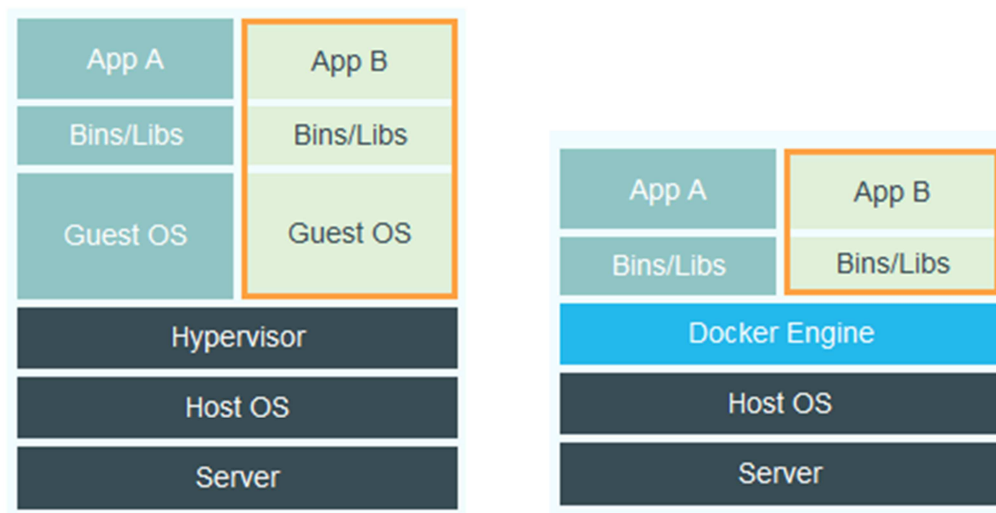 App A
App B
Bins/Libs
Bins/Libs
Guest OS
Guest OS
Hypervisor
Host OS
Server
App A
App B
Bins/Libs
Bins/Libs
Docker Engine
Host OS
Server